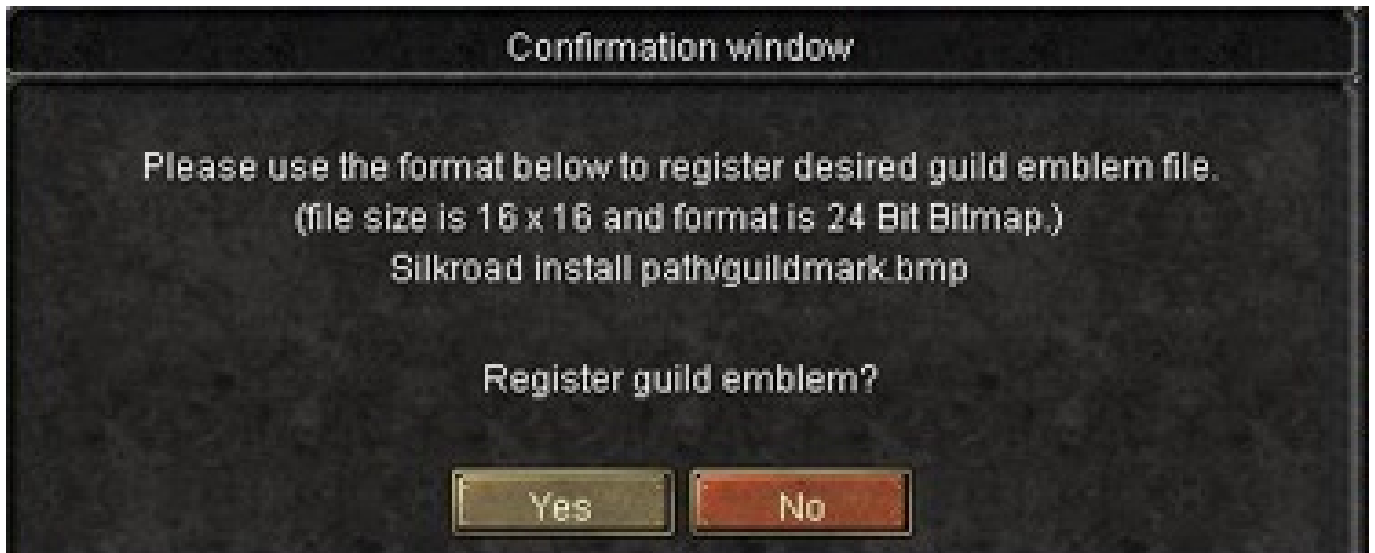 Confirmation window
Please use the format below to register desired guild emblem file.
(file size is 16 x 16 and format is 24 Bit Bitmap.)
Silkroad install path/guildmark.bmp
Register guild emblem?
Yes No